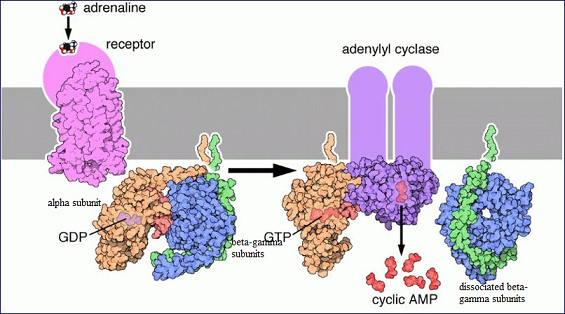 adrenaline
receptor
adenylyl cyclase
alpha subunit
GDP
beta-gamma
subunits
GTP
cyclic AMP
dissociated beta-
gamma subunits